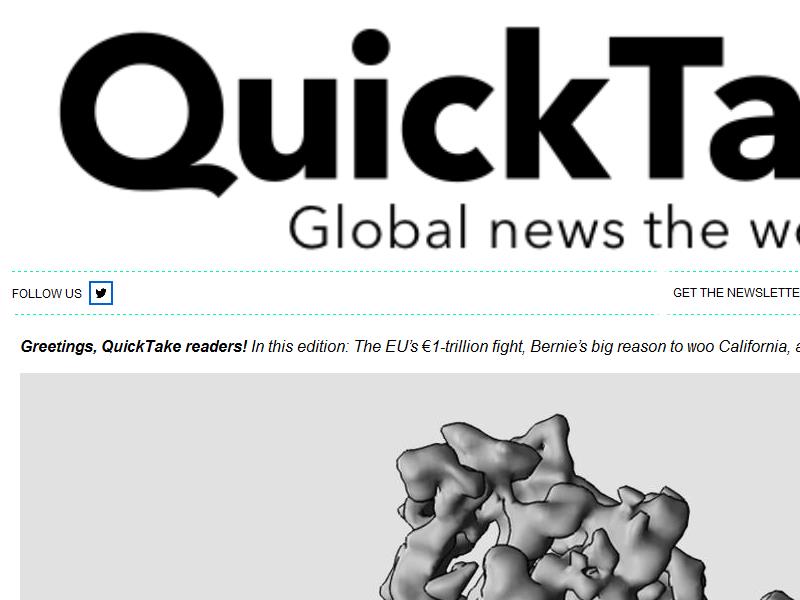 QuickTa
Global news the wo
FOLLOW US
GET THE NEWSLETTE
Greetings, QuickTake readers! In this edition: The EU’s €1-trillion fight, Bernie’s big reason to woo California, a